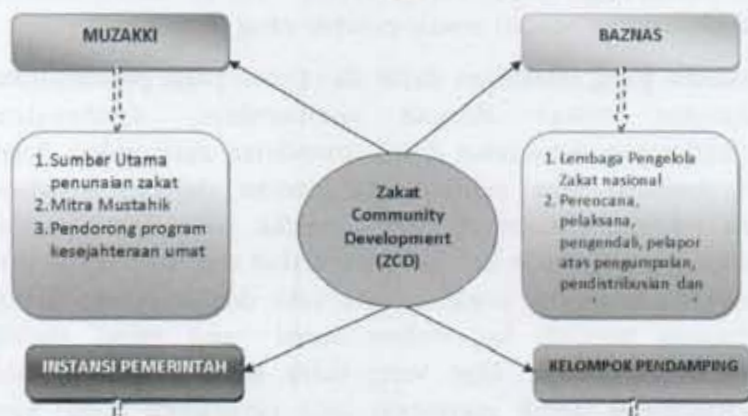 MUZAKKI
BAZNAS
1. Sumber Utama
penunaian zakat
2. Mitra Mustahik
3. Pendorong program
kesejahteraan umat
Zakat
Community
Development
(ZCD)
1. Lembaga Pengelola
Zakat nasional
2. Perencana,
pelaksana,
pengendali, pelapor
atas pengumpulan,
pendistribusian dan
INSTANSI PEMERINTAH
KELOMPOK PENDAMPING